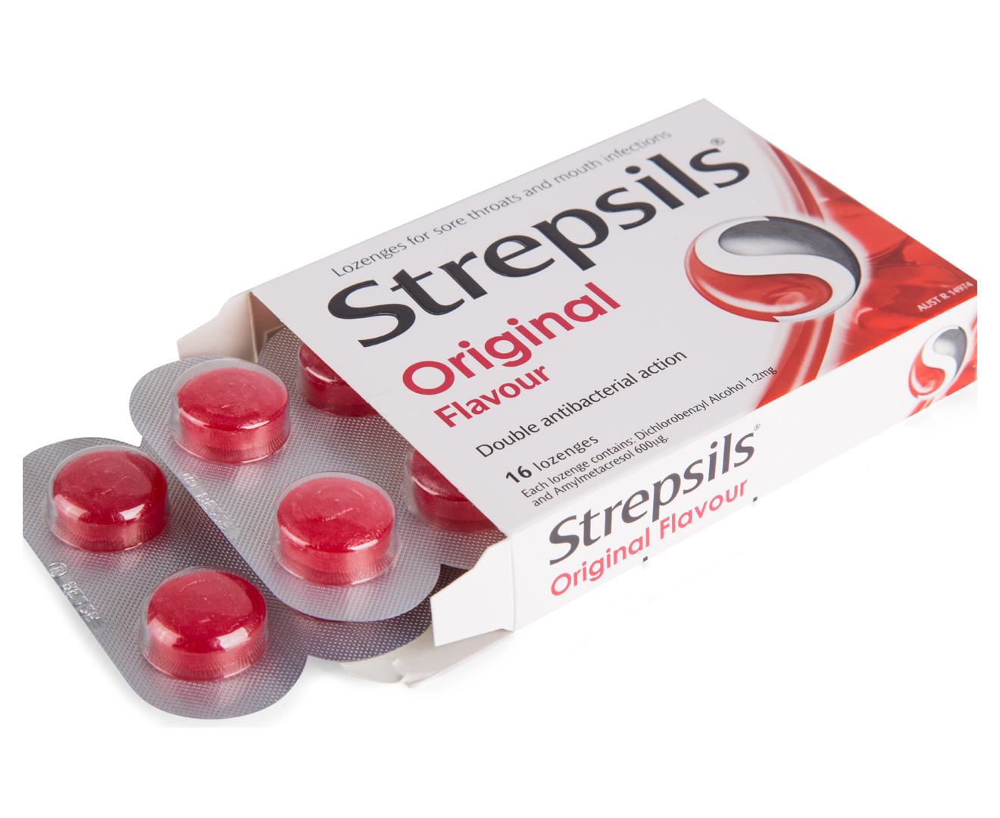 Lozenges for sore throats and mouth infections
Strepsils®
Original
Flavour
Double antibacterial action
16 lozenges
Each lozenge contains: Dichlorobenzyl Alcohol 1.2mg
and Amylmetacresol 600µg.
AUST R 14974
Strepsils®
Original Flavour